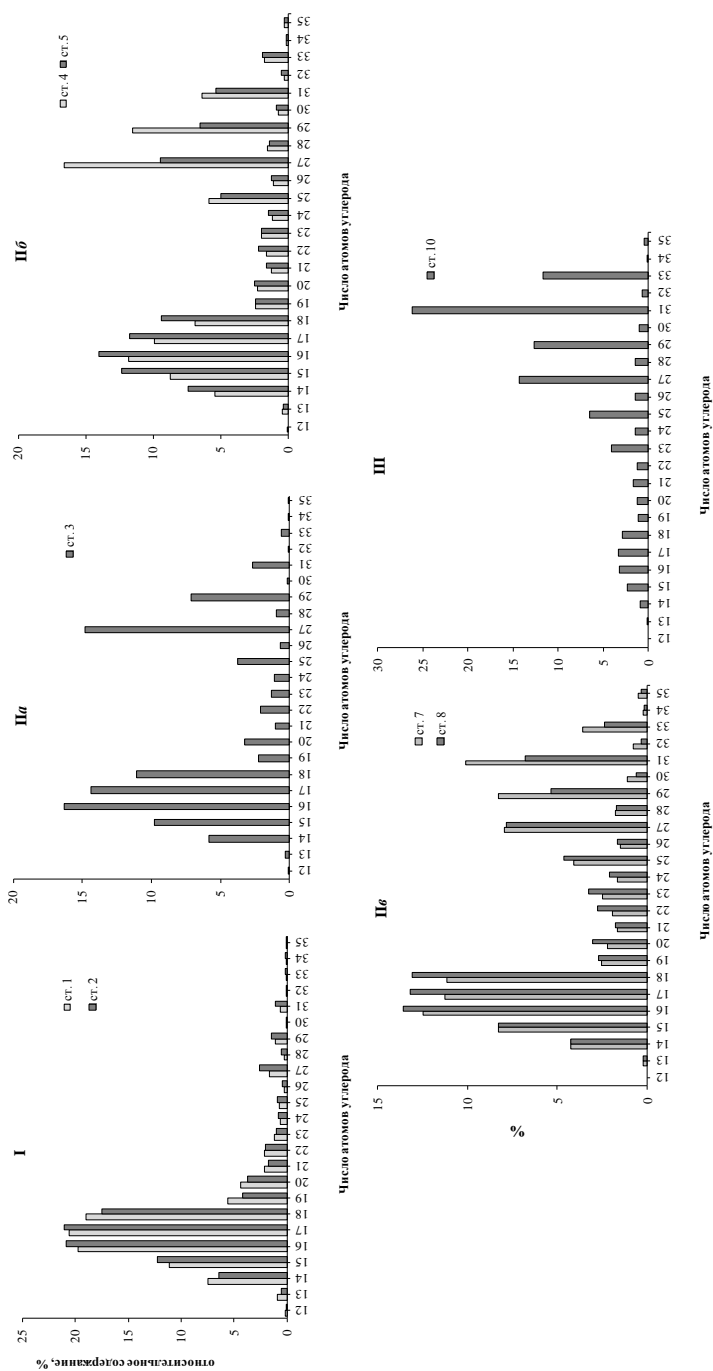 I
ст. 1
ст. 2
относительное содержание, %
25
20
15
10
5
0
12 13 14 15 16 17 18 19 20 21 22 23 24 25 26 27 28 29 30 31 32 33 34 35
Число атомов углерода
IIа
ст. 3
20
15
10
5
0
12 13 14 15 16 17 18 19 20 21 22 23 24 25 26 27 28 29 30 31 32 33 34 35
Число атомов углерода
IIб
ст. 4 ст. 5
20
15
10
5
0
12 13 14 15 16 17 18 19 20 21 22 23 24 25 26 27 28 29 30 31 32 33 34 35
Число атомов углерода
IIв
ст. 7
ст. 8
%
15
10
5
0
12 13 14 15 16 17 18 19 20 21 22 23 24 25 26 27 28 29 30 31 32 33 34 35
Число атомов углерода
III
ст. 10
30
25
20
15
10
5
0
12 13 14 15 16 17 18 19 20 21 22 23 24 25 26 27 28 29 30 31 32 33 34 35
Число атомов углерода